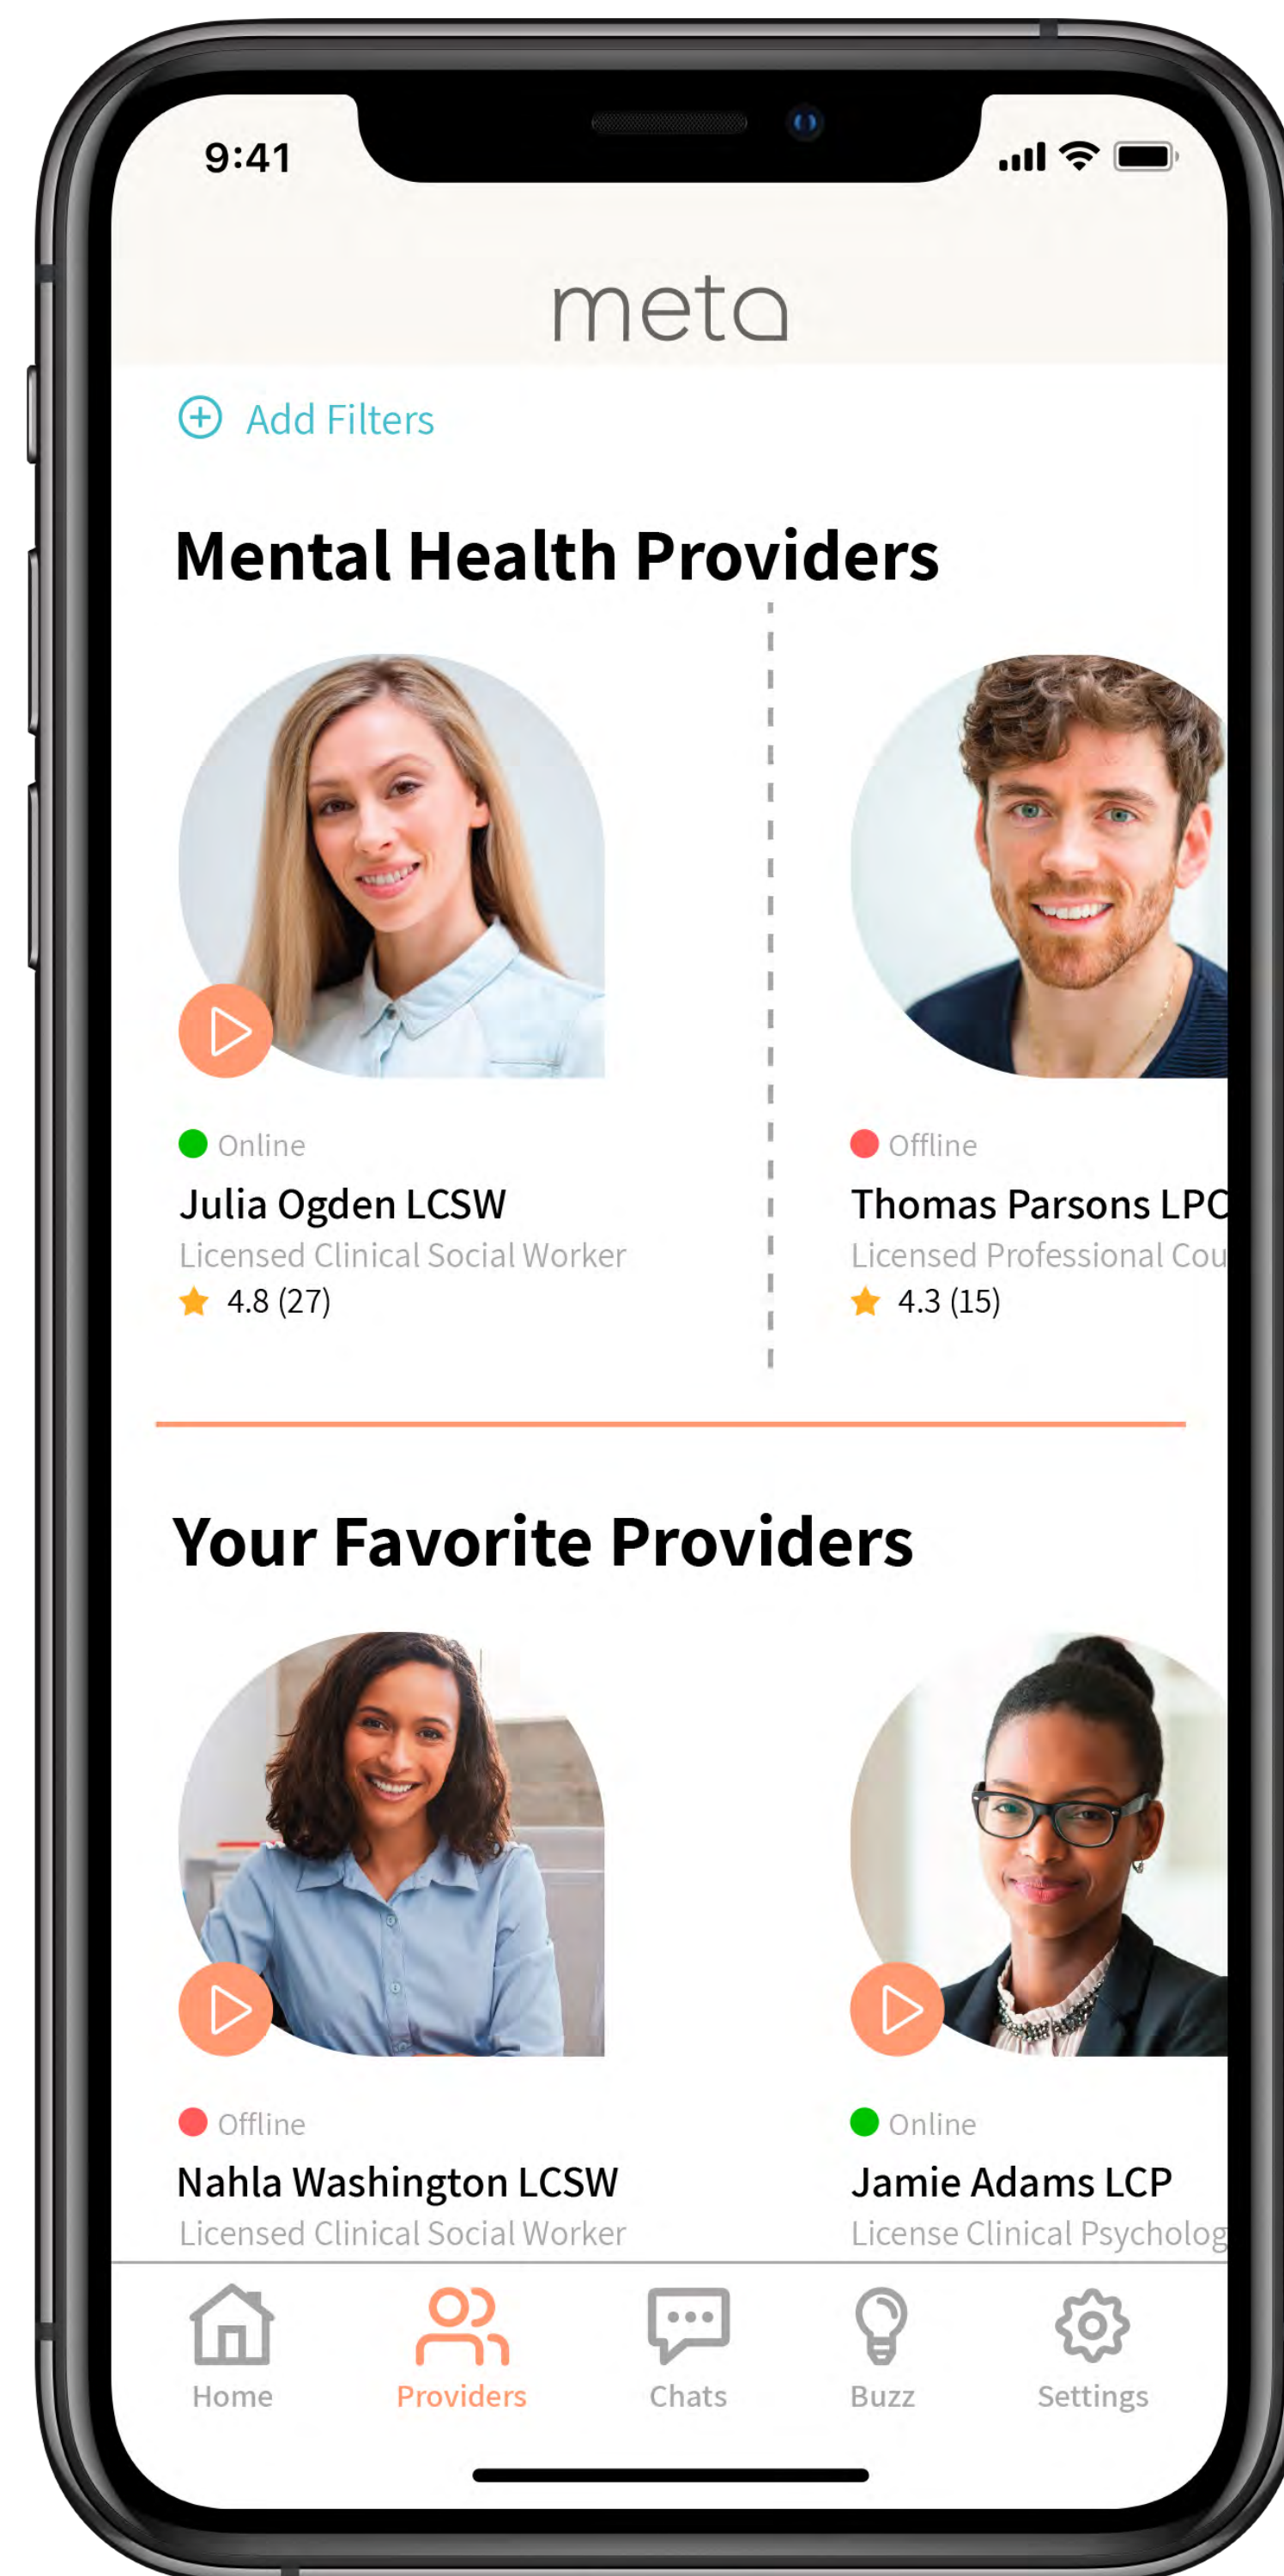 9:41
meta
Add Filters
Mental Health Providers
Online
Offline
Julia Ogden LCSW
Thomas Parsons LPC
Licensed Clinical Social Worker
Licensed Professional Cou
4.8 (27)
4.3 (15)
Your Favorite Providers
Offline
Online
Nahla Washington LCSW
Jamie Adams LCP
Licensed Clinical Social Worker
License Clinical Psycholog
Home
Providers
Chats
Buzz
Settings